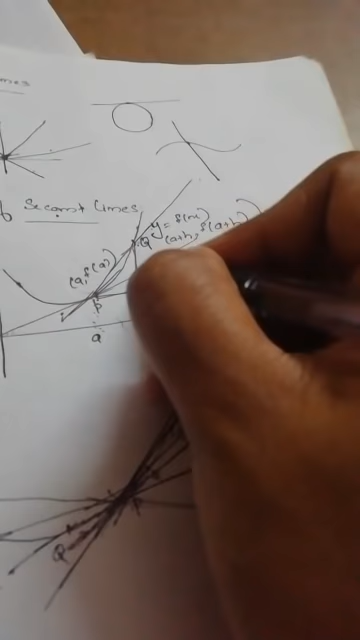 mes
Secant Lines
y = f(x)
Q (a+h, f(a+h))
(a, f(a))
P
a
P